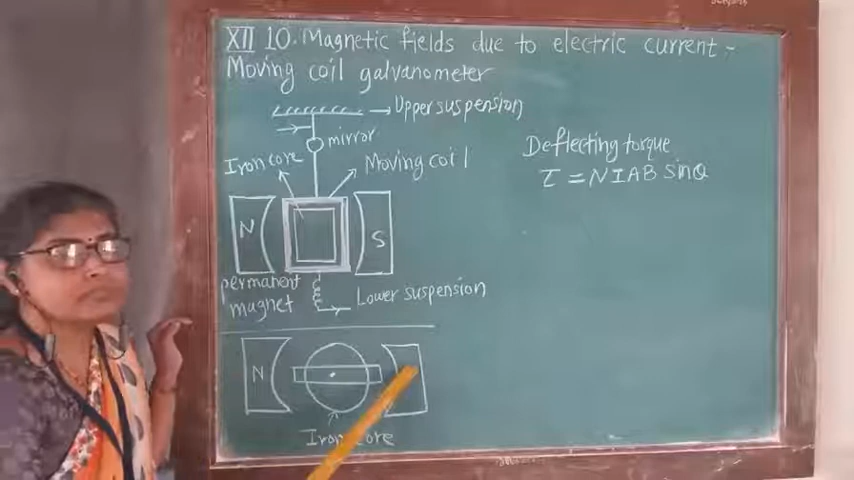 XII 10. Magnetic fields due to electric current -
Moving coil galvanometer
Upper suspension
mirror
Iron core
Moving coil
N
S
permanent
magnet
Lower suspension
N
Iron core
Deflecting torque
τ = NIAB sinθ